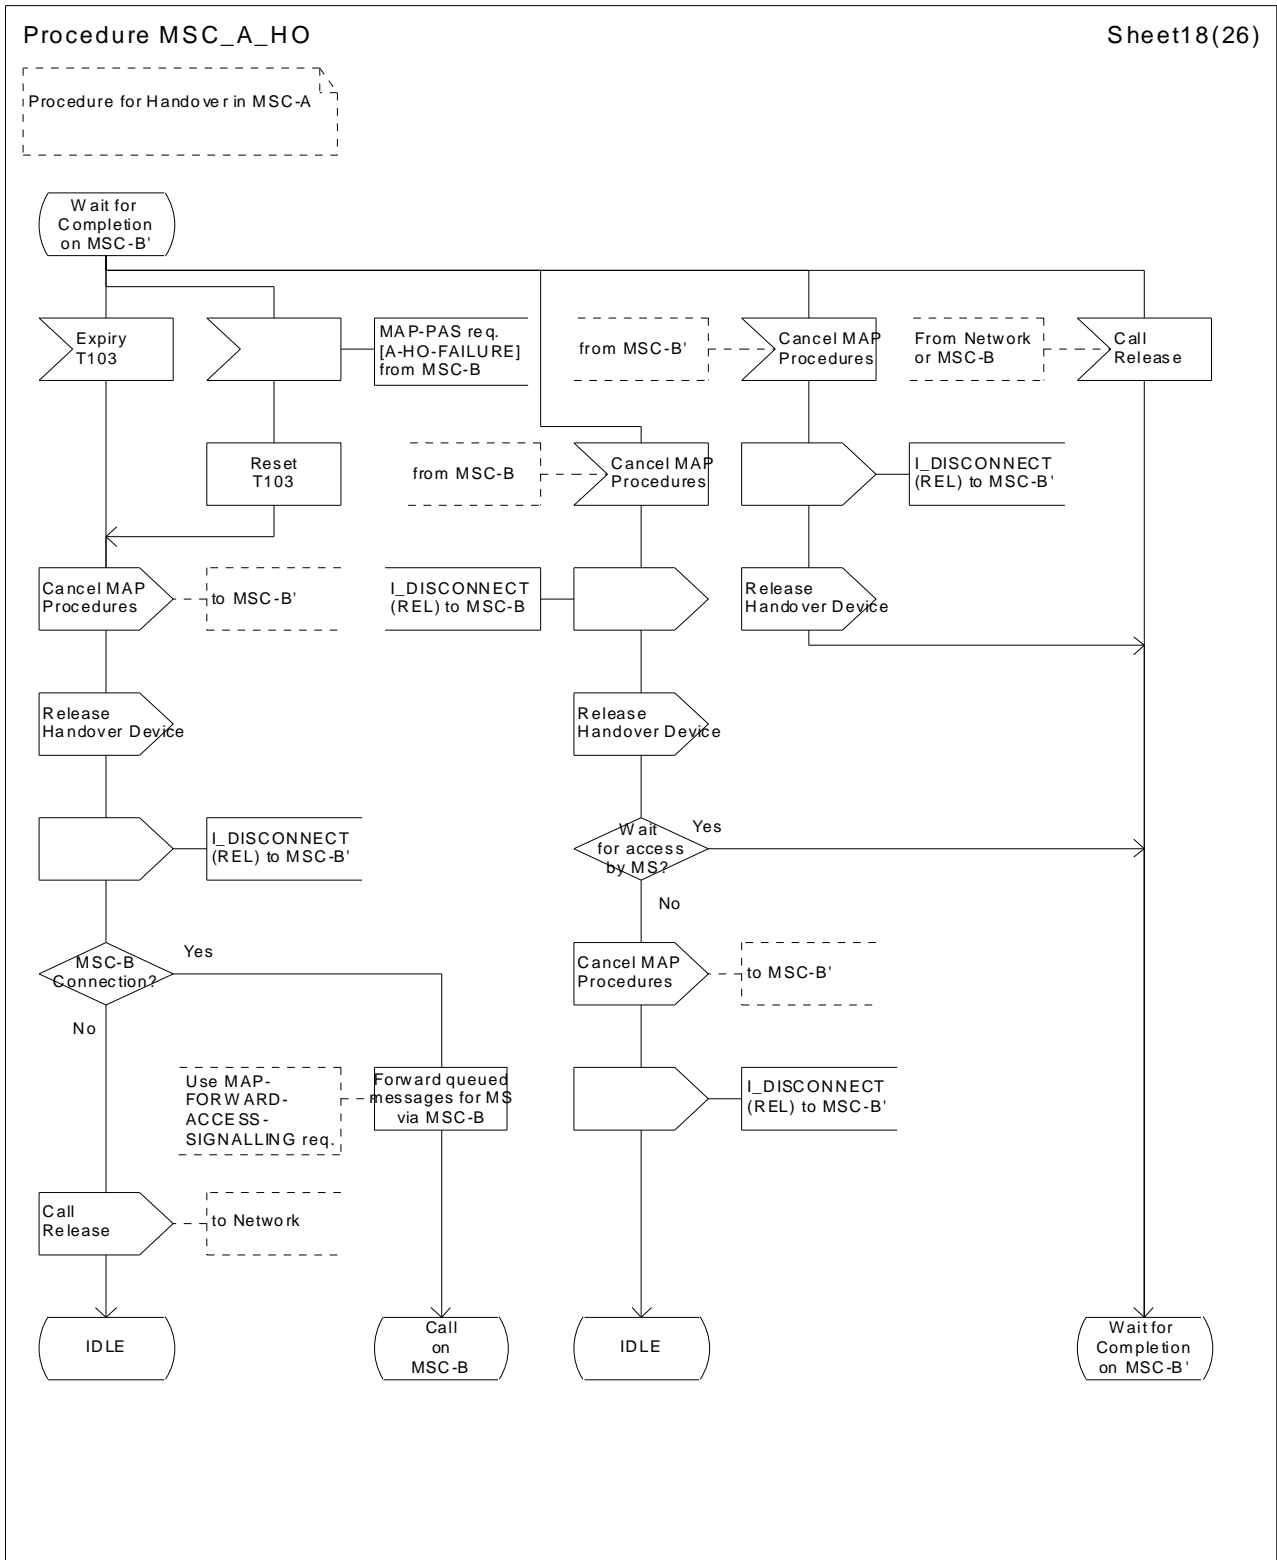 Procedure MSC_A_HO
Sheet18(26)
Procedure for Handover in MSC-A
Wait for
Completion
on MSC-B'
Expiry
T103
MAP-PAS req.
[A-HO-FAILURE]
from MSC-B
from MSC-B'
Cancel MAP
Procedures
From Network
or MSC-B
Call
Release
Reset
T103
from MSC-B
Cancel MAP
Procedures
I_DISCONNECT
(REL) to MSC-B'
Cancel MAP
Procedures
to MSC-B'
I_DISCONNECT
(REL) to MSC-B
Release
Handover Device
Release
Handover Device
Release
Handover Device
I_DISCONNECT
(REL) to MSC-B'
Wait
for access
by MS?
Yes
No
MSC-B
Connection?
Yes
No
Cancel MAP
Procedures
to MSC-B'
Use MAP-
FORWARD-
ACCESS-
SIGNALLING req.
Forward queued
messages for MS
via MSC-B
I_DISCONNECT
(REL) to MSC-B'
Call
Release
to Network
IDLE
Call
on
MSC-B
IDLE
Wait for
Completion
on MSC-B'